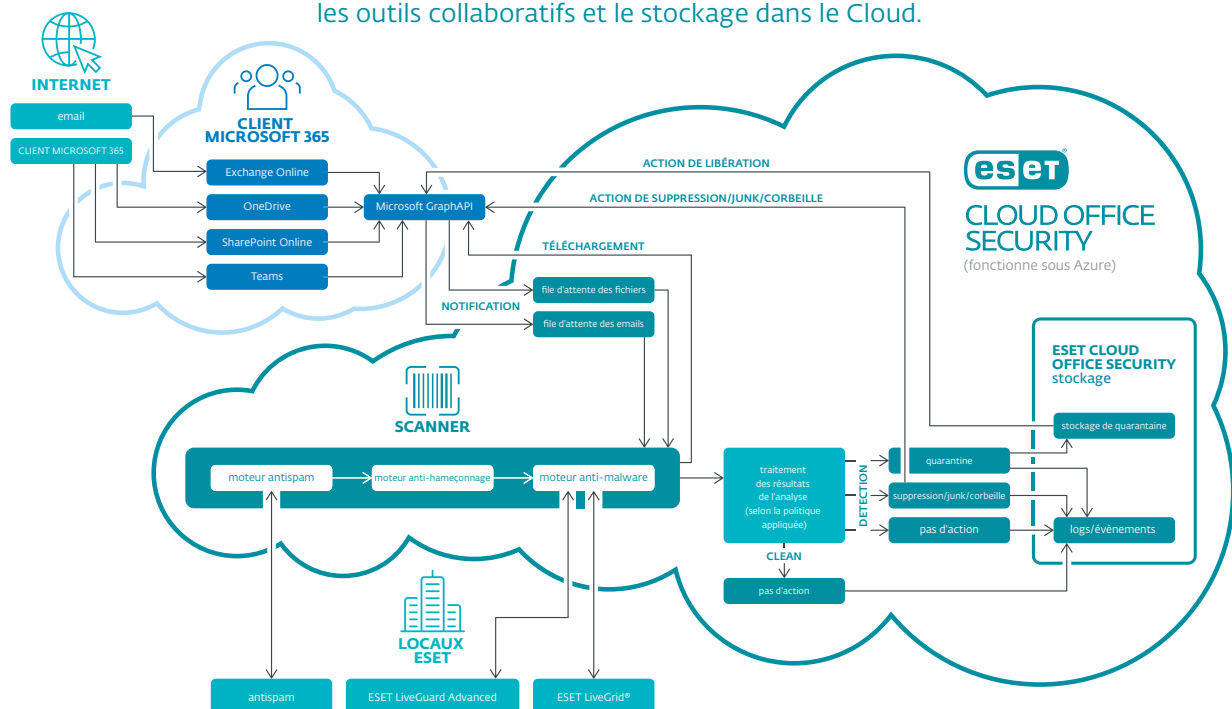 les outils collaboratifs et le stockage dans le Cloud.
INTERNET
email
CLIENT MICROSOFT 365
CLIENT
MICROSOFT 365
Exchange Online
OneDrive
SharePoint Online
Teams
Microsoft GraphAPI
ACTION DE LIBÉRATION
ACTION DE SUPPRESSION/JUNK/CORBEILLE
TÉLÉCHARGEMENT
NOTIFICATION
file d'attente des fichiers
file d'attente des emails
eset®
CLOUD OFFICE
SECURITY
(fonctionne sous Azure)
ESET CLOUD
OFFICE SECURITY
stockage
stockage de quarantaine
logs/évènements
SCANNER
moteur antispam
moteur anti-hameçonnage
moteur anti-malware
traitement
des résultats
de l'analyse
(selon la politique
appliquée)
DETECTION
quarantine
suppression/junk/corbeille
pas d'action
CLEAN
pas d'action
LOCAUX
ESET
antispam
ESET LiveGuard Advanced
ESET LiveGrid®